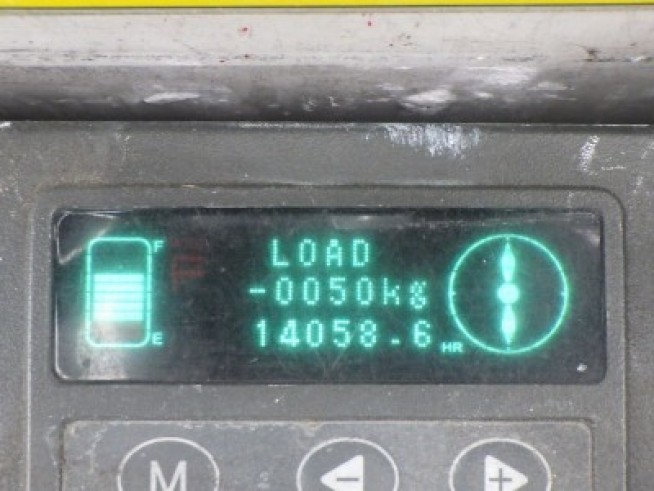 F
LOAD
-0050kg
14058.6 HR
E
M
- +